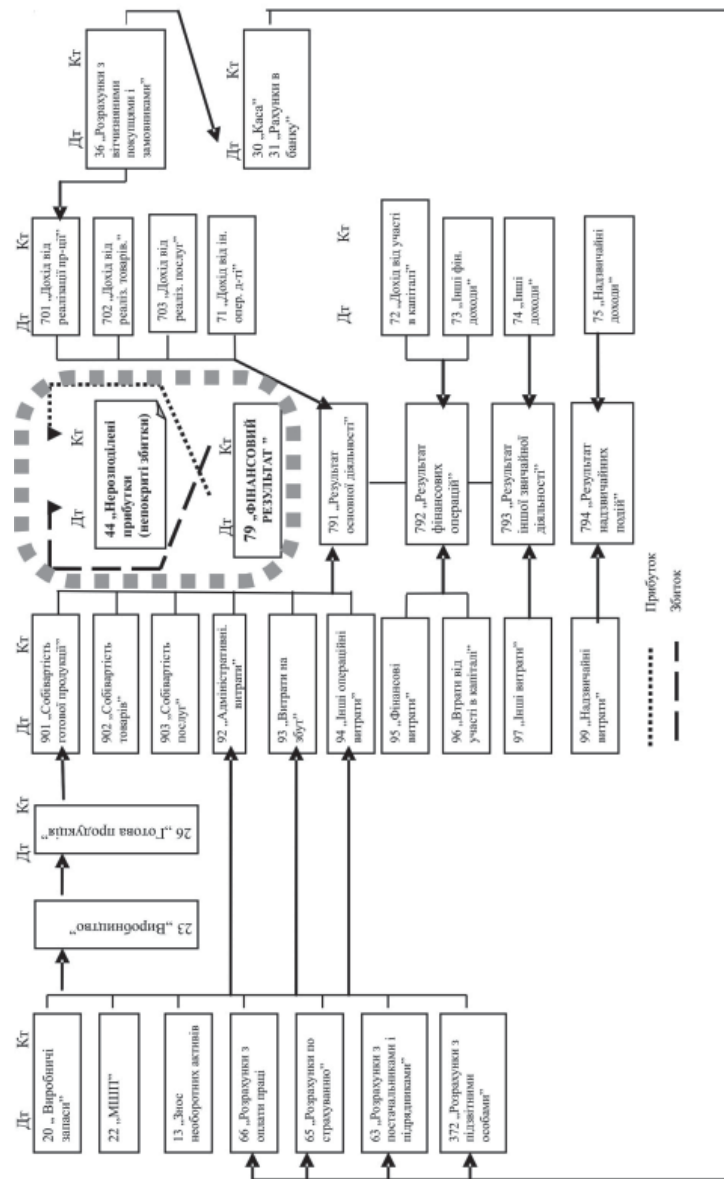 Дт Кт
20 „ Виробничі
запаси”
22 „МШП”
13 „Знос
необоротних активів
66 „Розрахунки з
оплати праці
65 „Розрахунки по
страхуванню”
63 „Розрахунки з
постачальниками і
підрядниками”
372 „Розрахунки з
підзвітними
особами”
23 „Виробництво”
Дт Кт
26 „Готова продукція”
Дт Кт
901 „Собівартість
готової продукції”
902 „Собівартість
товарів”
903 „Собівартість
послуг”
92 „Адміністративні.
витрати”
93 „Витрати на
збут”
94 „Інші операційні
витрати”
95 „Фінансові
витрати”
96 „Втрати від
участі в капіталі”
97 „Інші витрати”
99 „Надзвичайні
витрати”
Дт Кт
44 „Нерозподілені
прибутки
(непокриті збитки)
Дт Кт
79 „ФІНАНСОВИЙ
РЕЗУЛЬТАТ ”
791 „Результат
основної діяльності”
792 „Результат
фінансових
операцій”
793 „Результат
іншої звичайної
діяльності”
794 „Результат
надзвичайних
подій”
Дт Кт
701 „Дохід від
реалізації пр-ції”
702 „Дохід від
реаліз. товарів.”
703 „Дохід від
реаліз. послуг”
71 „Дохід від ін.
опер. д-ті”
Дт Кт
72 „Дохід від участі
в капіталі”
73 „Інші фін.
доходи”
74 „Інші
доходи”
75 „Надзвичайні
доходи”
Дт Кт
36 „Розрахунки з
вітчизняними
покупцями і
замовниками”
Дт Кт
30 „Каса”
31 „Рахунки в
банку”
Прибуток
Збиток